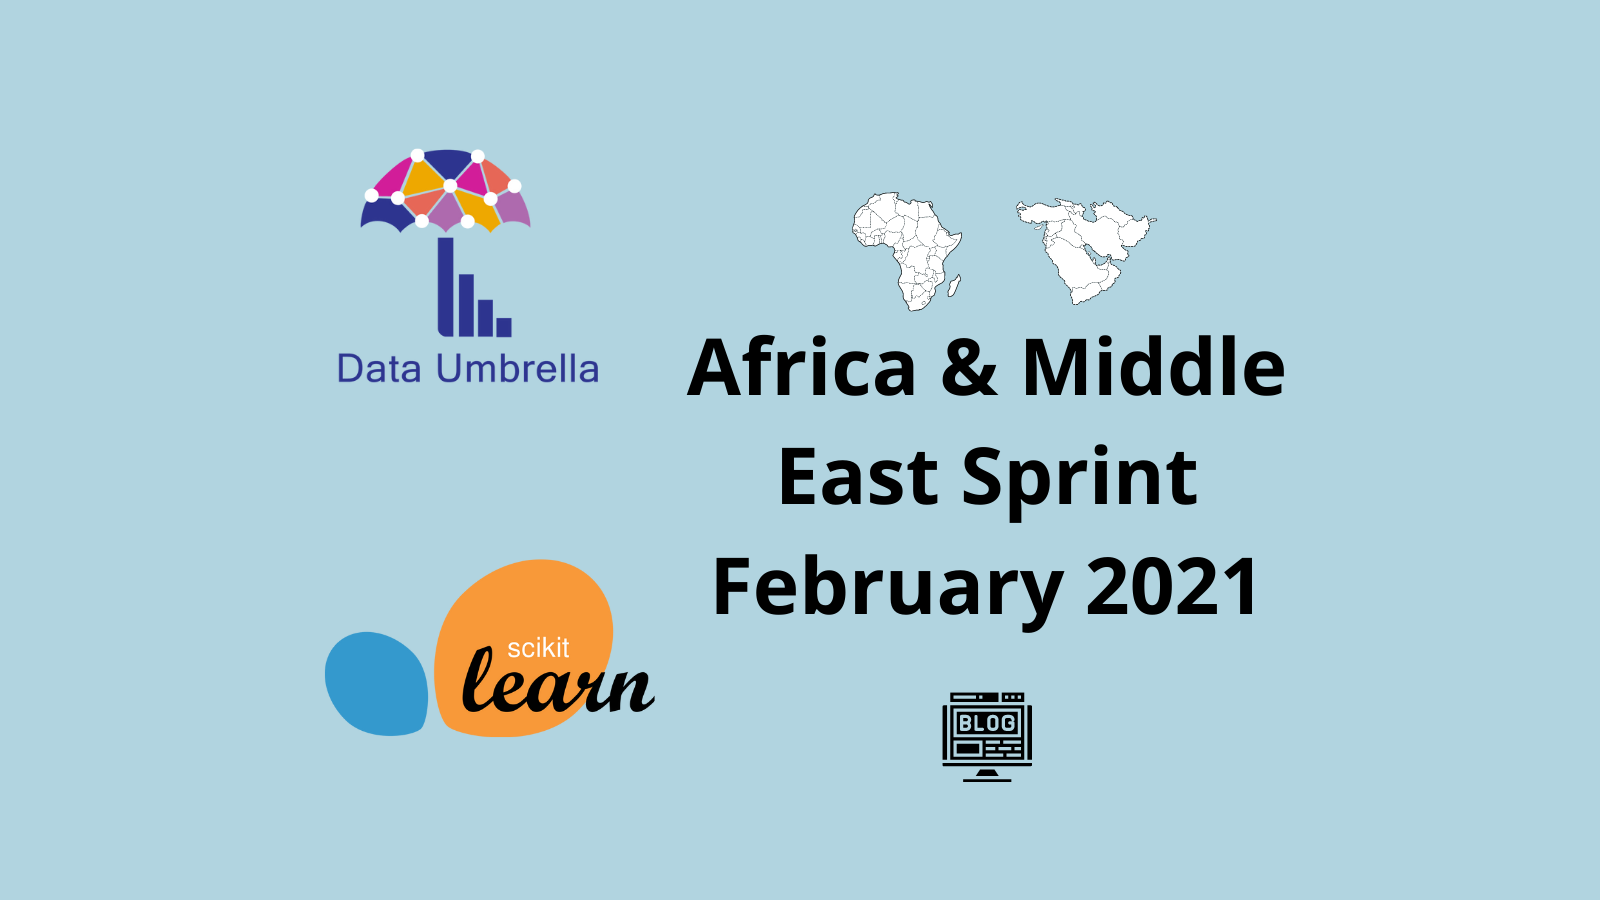 Data Umbrella
Africa & Middle
East Sprint
February 2021
scikit
learn
BLOG